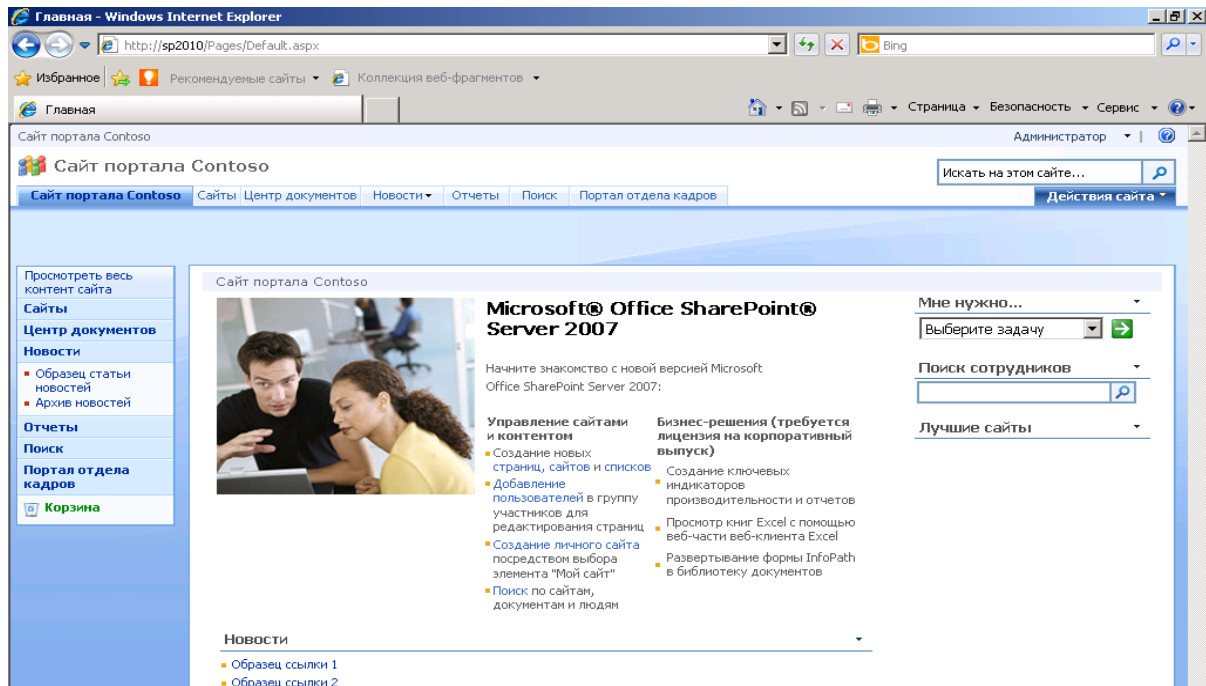 Главная - Windows Internet Explorer
http://sp2010/Pages/Default.aspx
Bing
Избранное Рекомендуемые сайты Коллекция веб-фрагментов
Главная
Страница Безопасность Сервис
Сайт портала Contoso
Администратор
Сайт портала Contoso
Искать на этом сайте...
Сайт портала Contoso Сайты Центр документов Новости Отчеты Поиск Портал отдела кадров
Действия сайта
Просмотреть весь
контент сайта
Сайты
Центр документов
Новости
Образец статьи
новостей
Архив новостей
Отчеты
Поиск
Портал отдела
кадров
Корзина
Сайт портала Contoso
Microsoft® Office SharePoint®
Server 2007
Начните знакомство с новой версией Microsoft
Office SharePoint Server 2007:
Управление сайтами
и контентом
Создание новых
страниц, сайтов и списков
Добавление
пользователей в группу
участников для
редактирования страниц
Создание личного сайта
посредством выбора
элемента "Мой сайт"
Поиск по сайтам,
документам и людям
Бизнес-решения (требуется
лицензия на корпоративный
выпуск)
Создание ключевых
индикаторов
производительности и отчетов
Просмотр книг Excel с помощью
веб-части веб-клиента Excel
Развертывание формы InfoPath
в библиотеку документов
Новости
Образец ссылки 1
Образец ссылки 2
Мне нужно...
Выберите задачу
Поиск сотрудников
Лучшие сайты